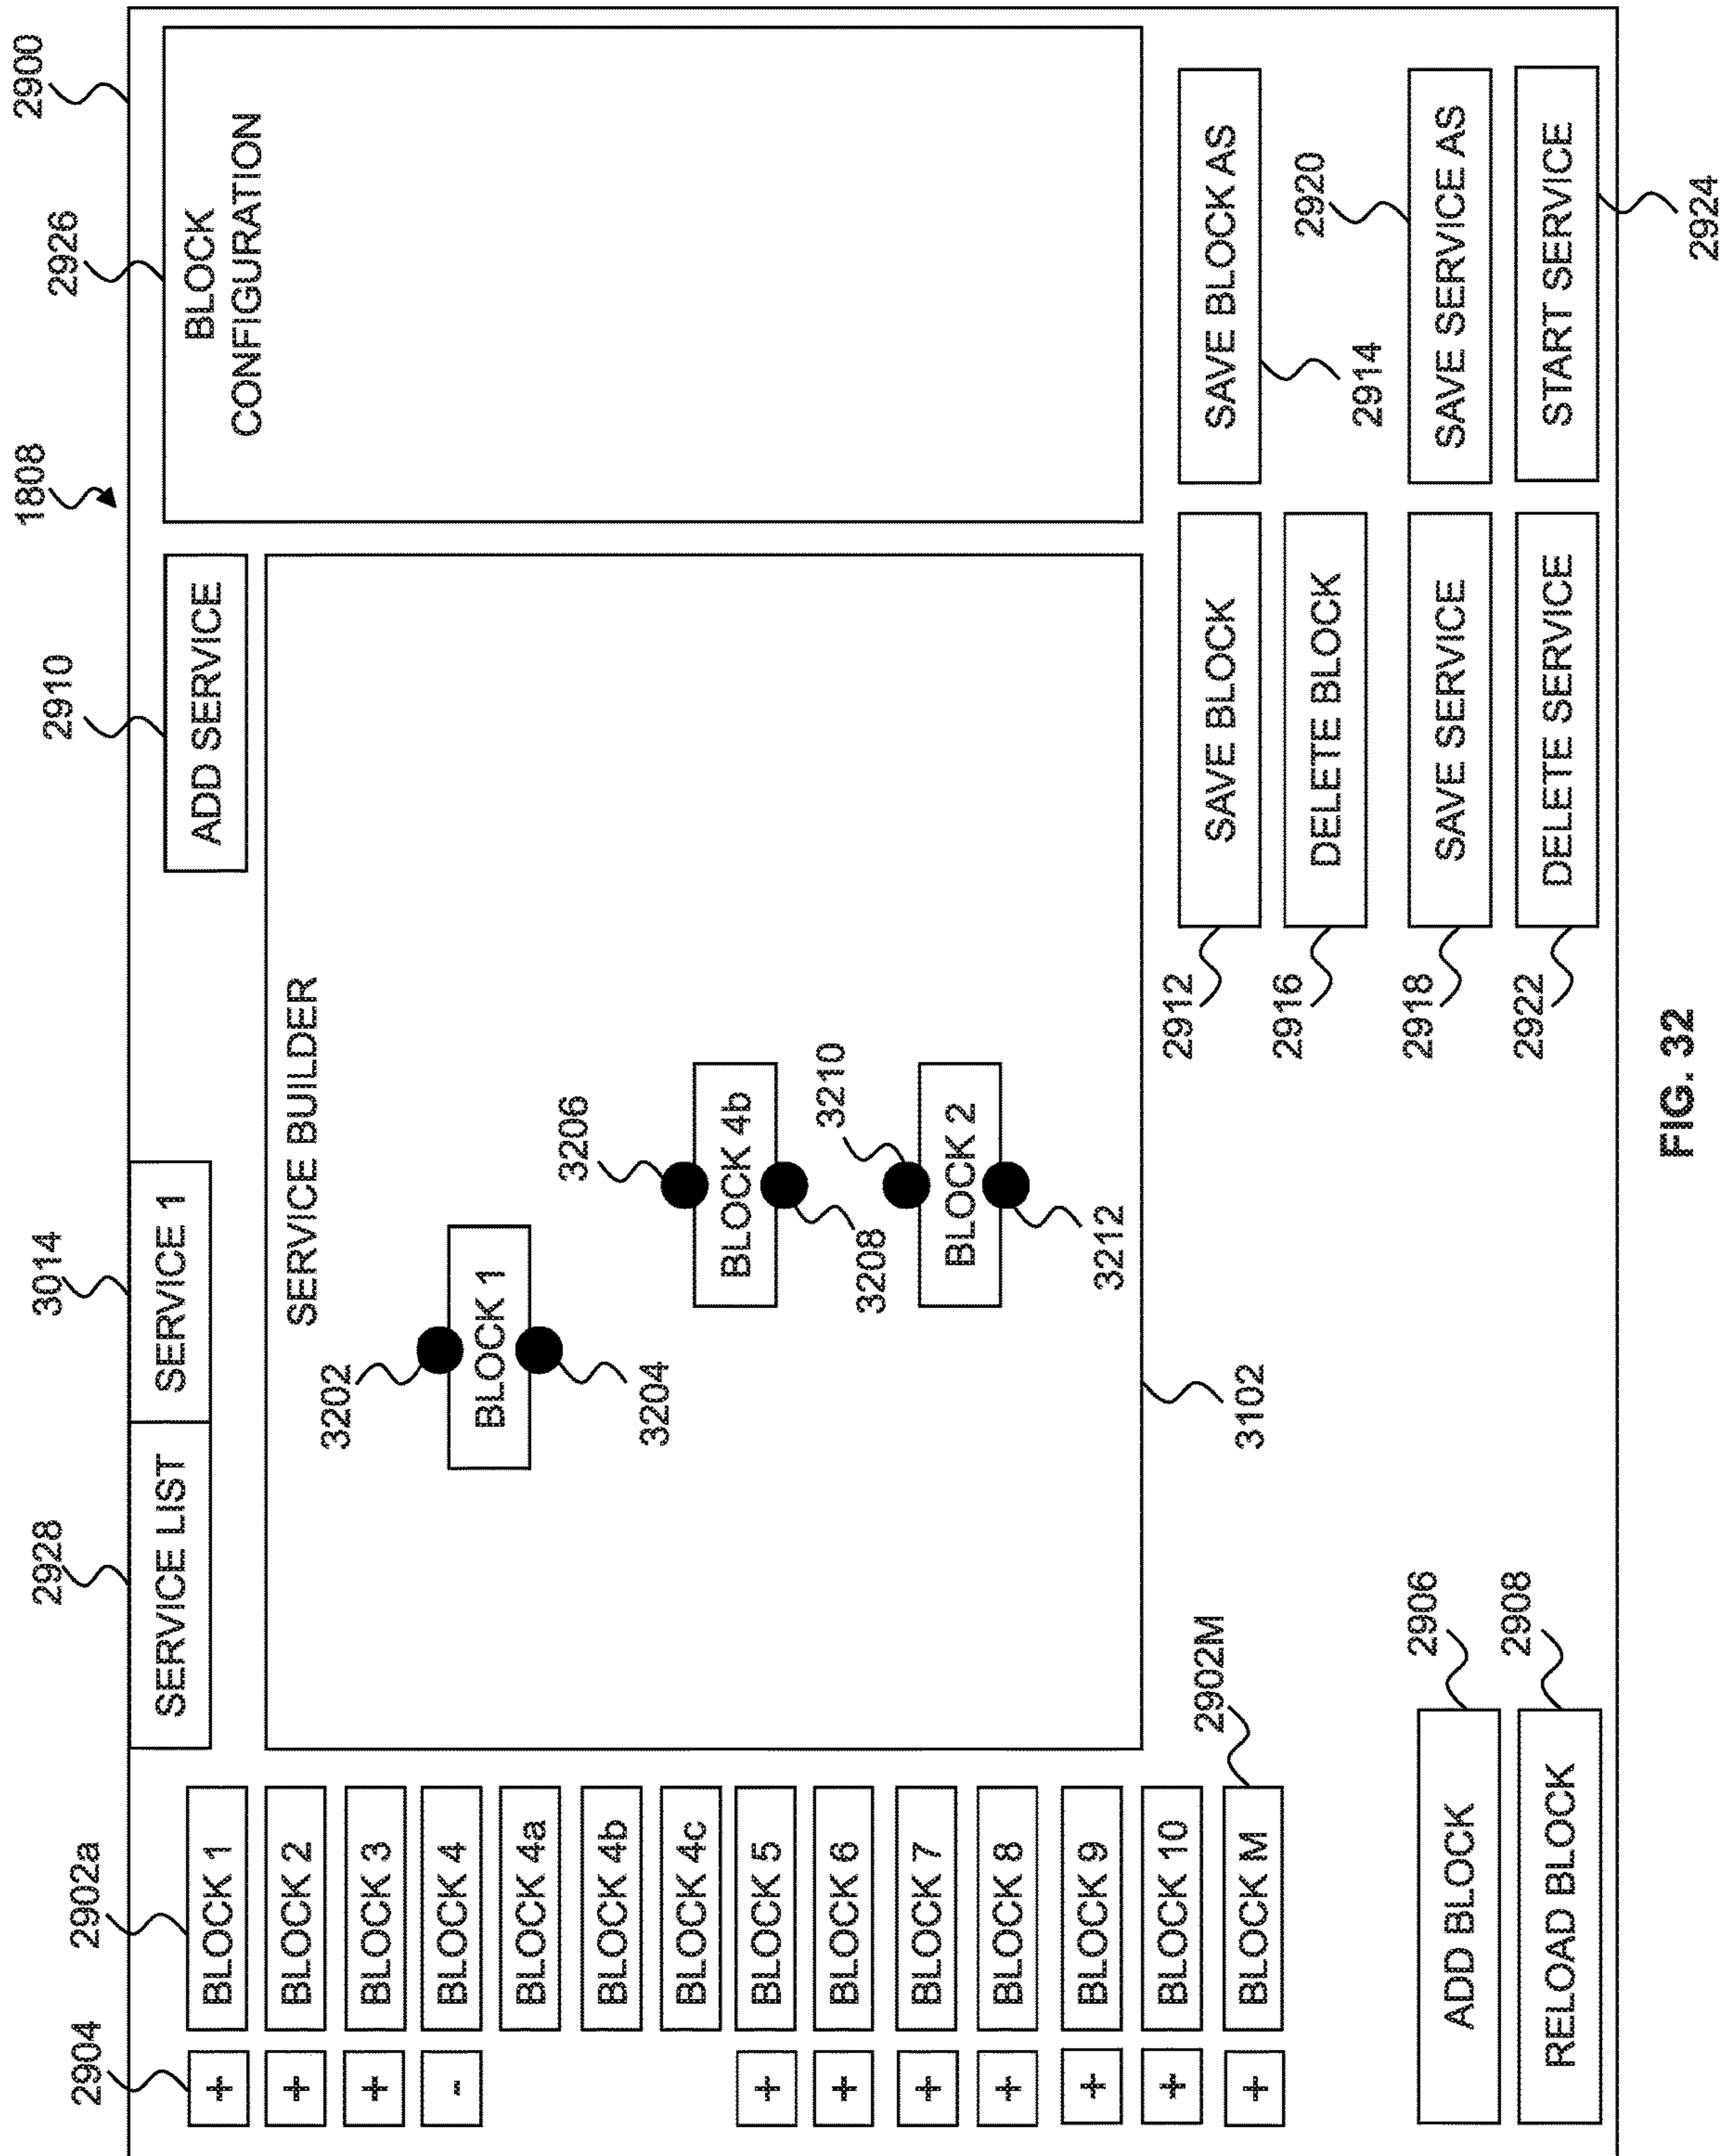 1808
2900
2904
2902a
2928
3014
2910
2926
SERVICE LIST
SERVICE 1
ADD SERVICE
BLOCK
CONFIGURATION
SERVICE BUILDER
+ BLOCK 1
+ BLOCK 2
+ BLOCK 3
- BLOCK 4
BLOCK 4a
BLOCK 4b
BLOCK 4c
+ BLOCK 5
+ BLOCK 6
+ BLOCK 7
+ BLOCK 8
+ BLOCK 9
+ BLOCK 10
+ BLOCK M
2902M
3202
BLOCK 1
3204
3206
BLOCK 4b
3208
3210
BLOCK 2
3212
3102
2912
SAVE BLOCK
SAVE BLOCK AS
2914
2916
DELETE BLOCK
2920
2918
SAVE SERVICE
SAVE SERVICE AS
2922
DELETE SERVICE
START SERVICE
2924
ADD BLOCK
2906
RELOAD BLOCK
2908
FIG. 32